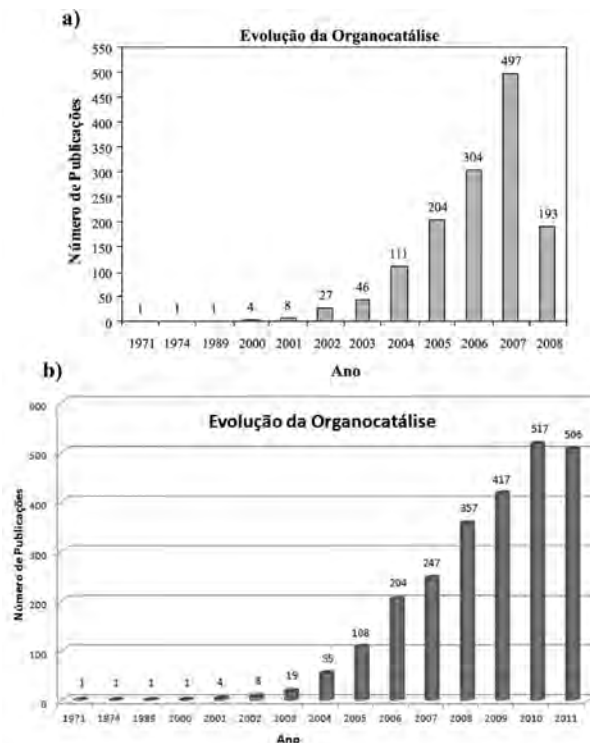 a)
Evolução da Organocatálise
Número de Publicações
550
500
450
400
350
300
250
200
150
100
50
0
1 1 1 4 8 27 46 111 204 304 497 193
1971 1974 1989 2000 2001 2002 2003 2004 2005 2006 2007 2008
Ano
b)
Evolução da Organocatálise
Número de Publicações
600
500
400
300
200
100
0
1 1 1 1 4 8 19 55 108 204 247 357 417 517 506
1971 1974 1989 2000 2001 2002 2003 2004 2005 2006 2007 2008 2009 2010 2011
Ano